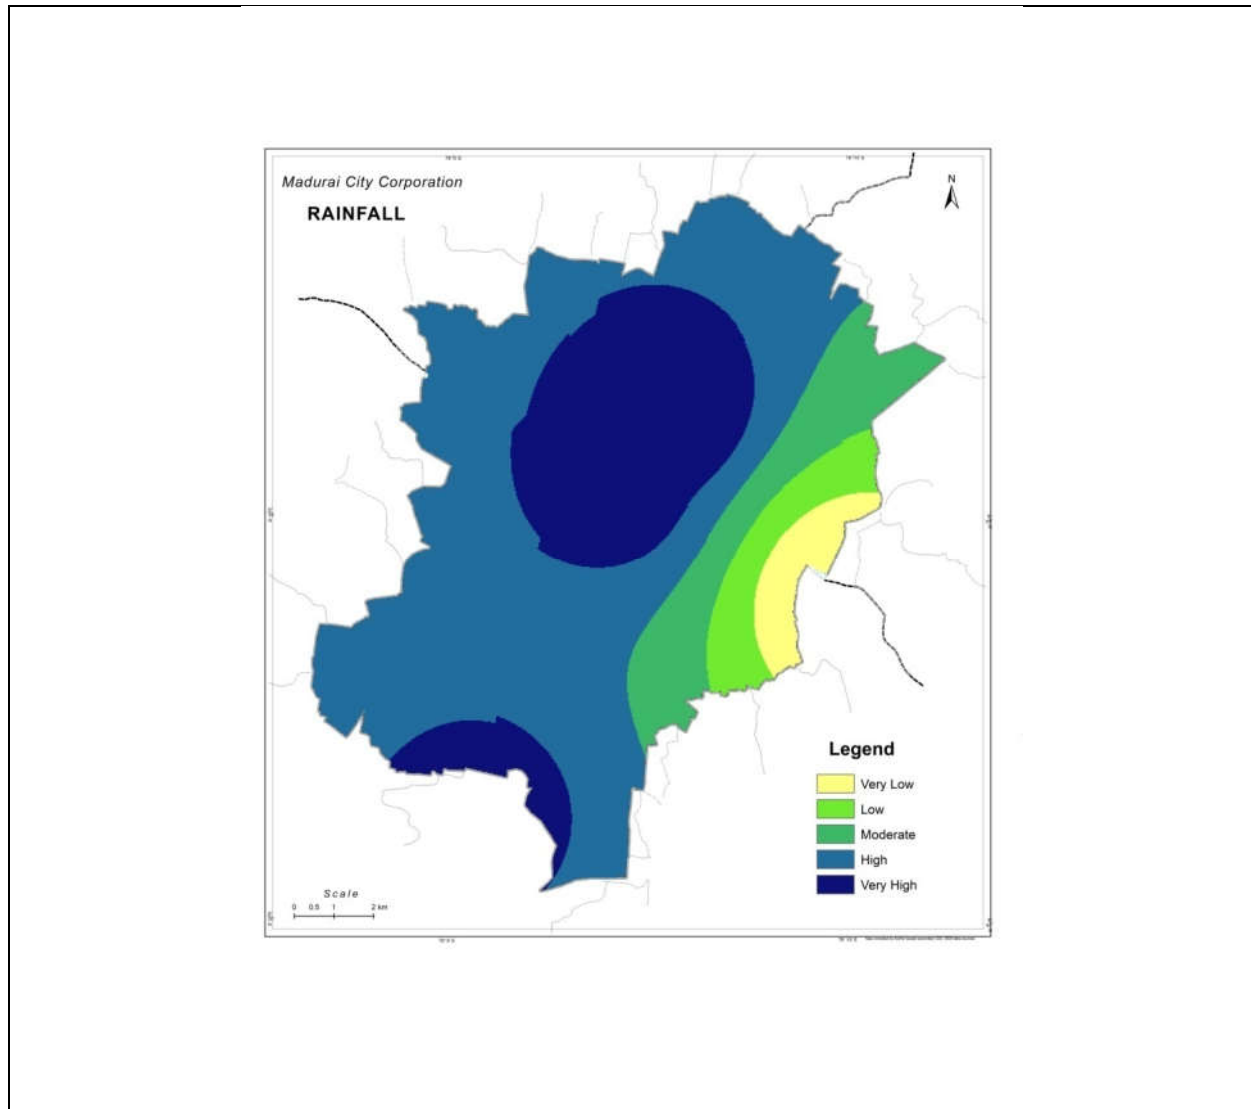 Madurai City Corporation
RAINFALL
N
Legend
Very Low
Low
Moderate
High
Very High
Scale
0 0.5 1 2 km